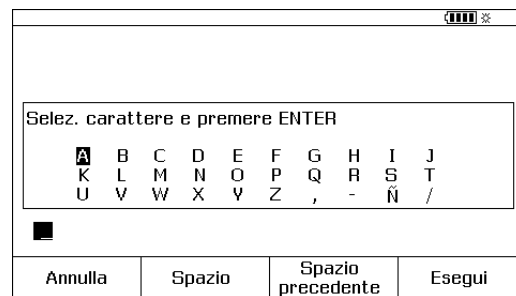 Selez. carattere e premere ENTER
A B C D E F G H I J
K L M N O P Q R S T
U V W X Y Z , - Ñ /
_
Annulla Spazio Spazio precedente Esegui